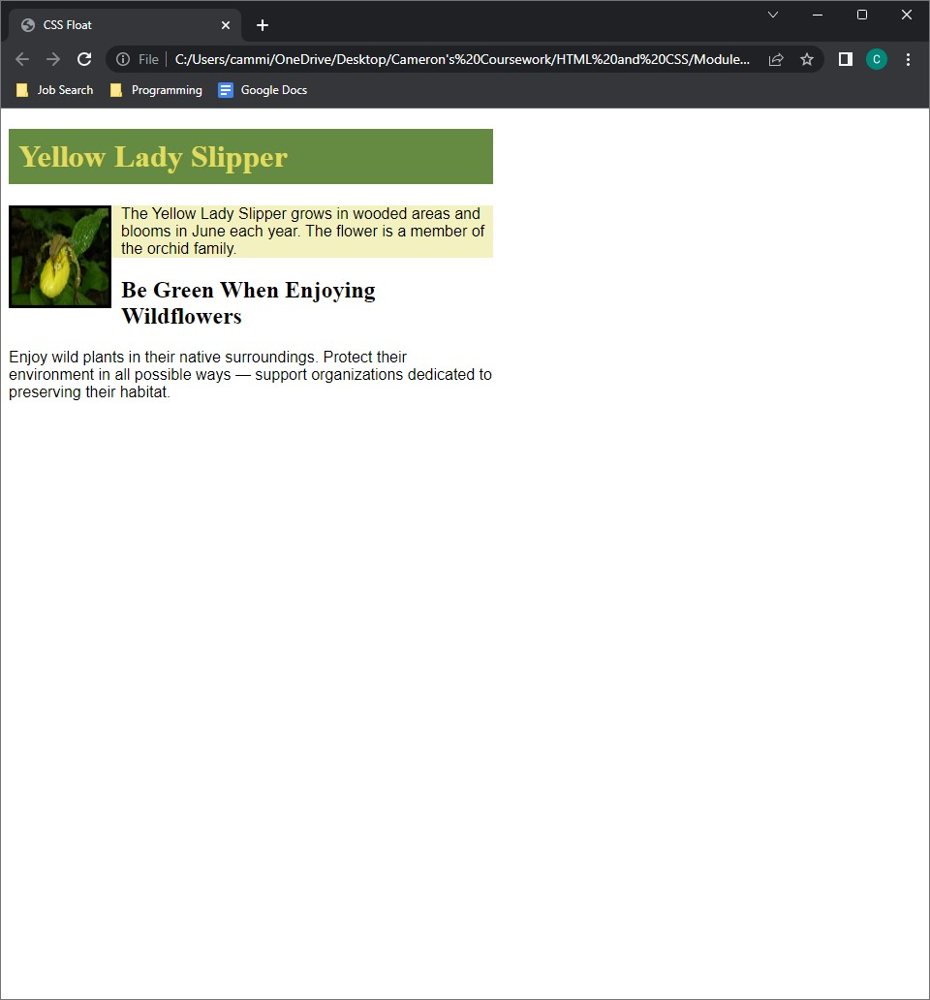 CSS Float
File
C:/Users/cammi/OneDrive/Desktop/Cameron's%20Coursework/HTML%20and%20CSS/Module...
C
Job Search
Programming
Google Docs
Yellow Lady Slipper
The Yellow Lady Slipper grows in wooded areas and
blooms in June each year. The flower is a member of
the orchid family.
Be Green When Enjoying
Wildflowers
Enjoy wild plants in their native surroundings. Protect their
environment in all possible ways — support organizations dedicated to
preserving their habitat.